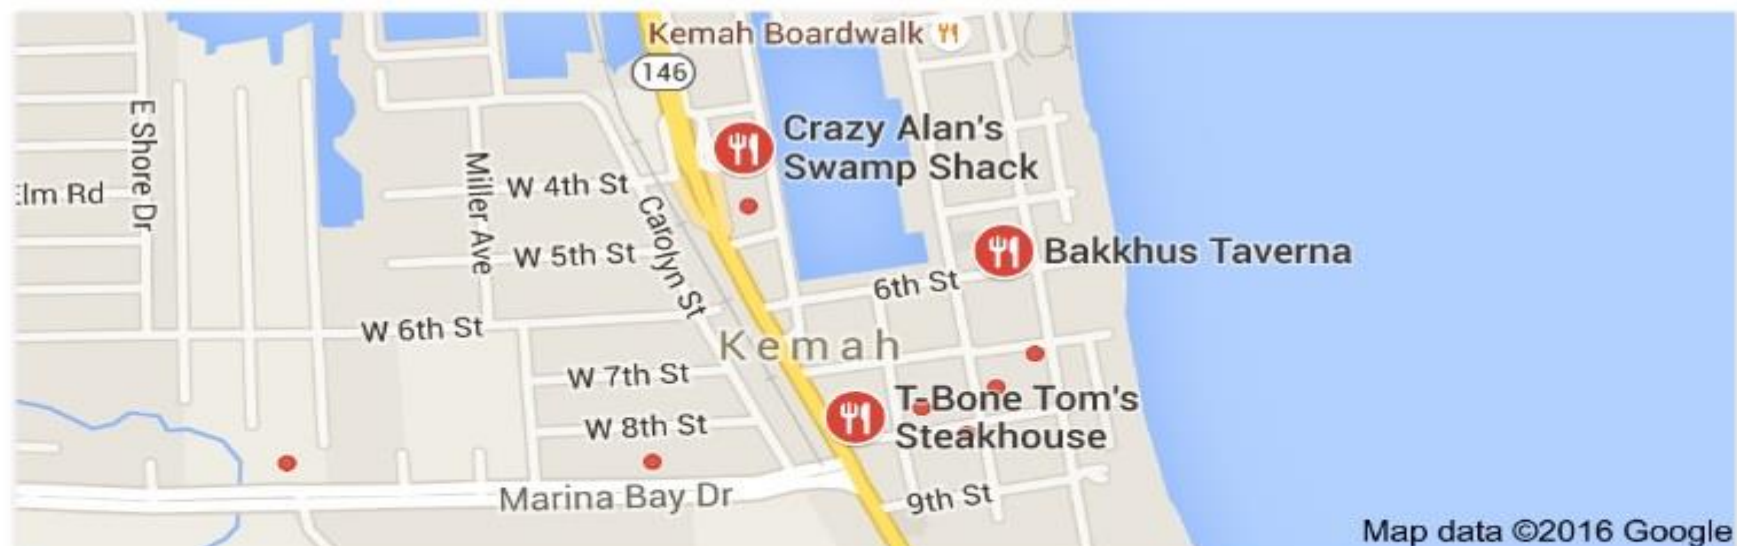 Kemah Boardwalk
146
Crazy Alan's
Swamp Shack
E Shore Dr
Miller Ave
W 4th St
Elm Rd
Carolyn St
W 5th St
Bakkhus Taverna
6th St
W 6th St
Kemah
W 7th St
T-Bone Tom's
Steakhouse
W 8th St
Marina Bay Dr
9th St
Map data ©2016 Google